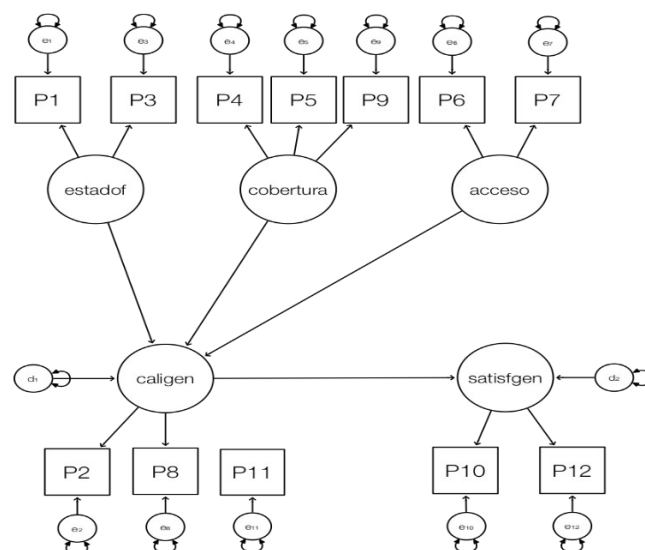 e1 e3 e4 e5 e9 e6 e7
P1 P3 P4 P5 P9 P6 P7
estadof cobertura acceso
d1 caligen satisfgen d2
P2 P8 P11 P10 P12
e2 e8 e11 e10 e12